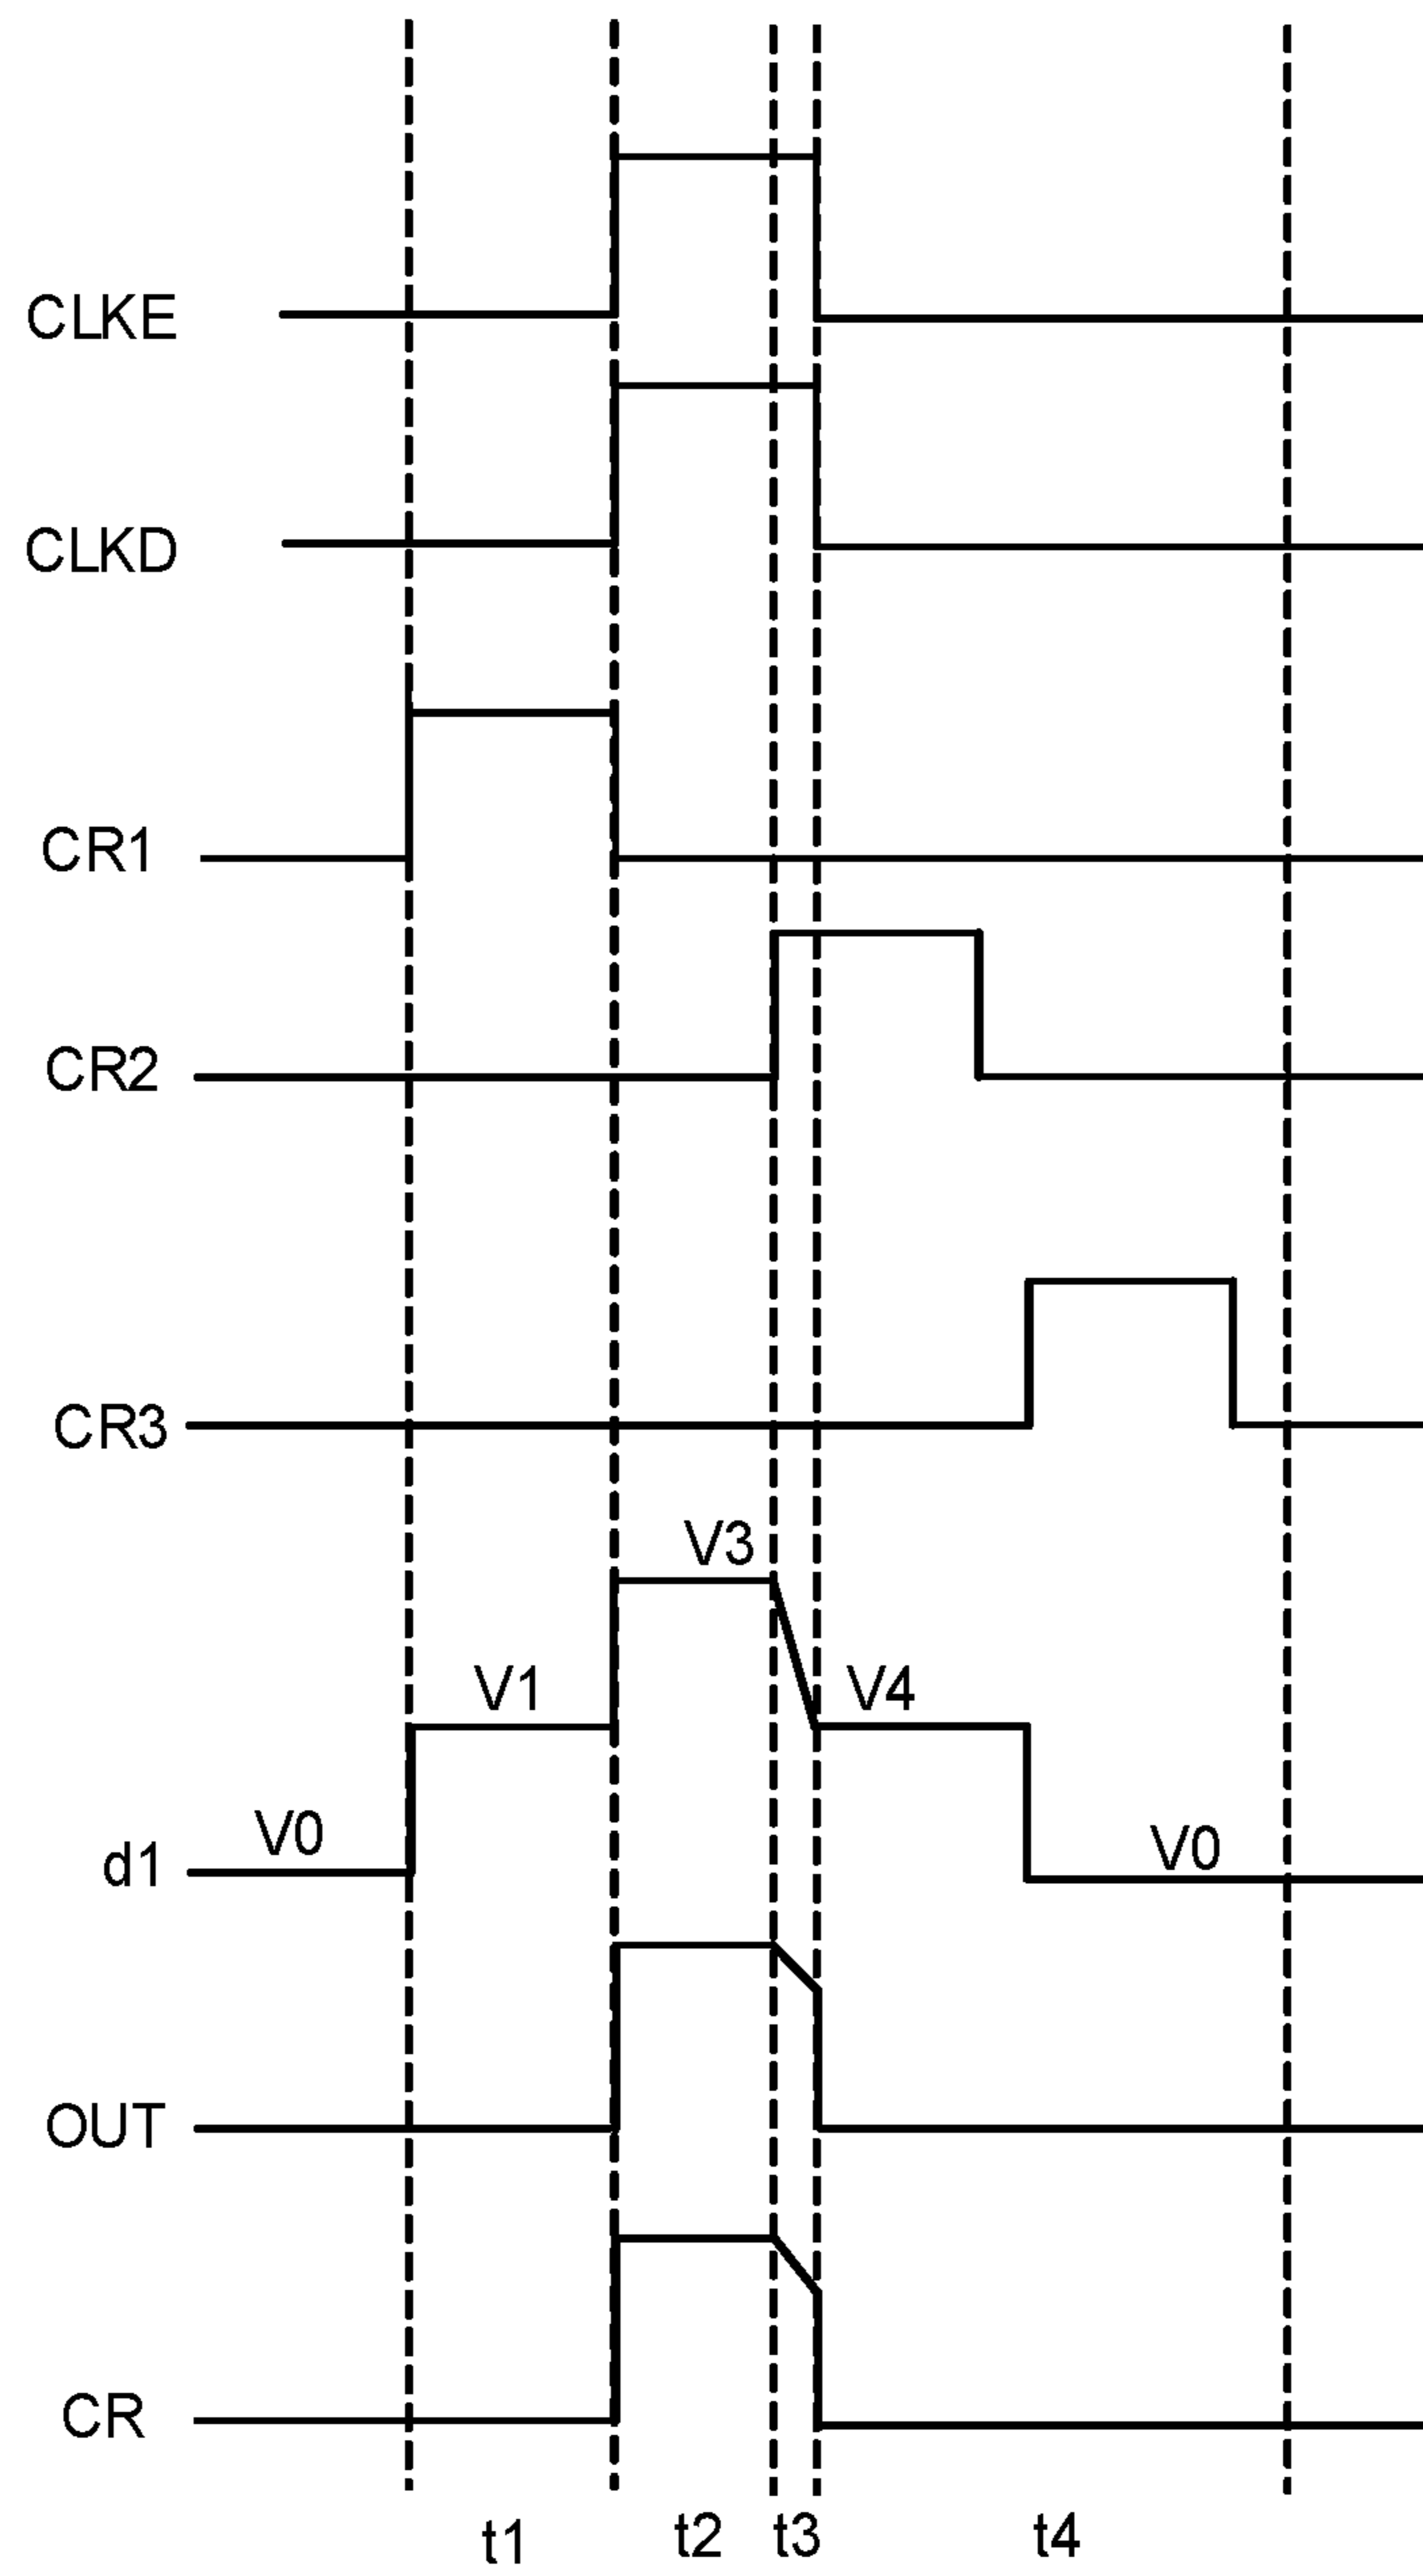 CLKE
CLKD
CR1
CR2
CR3
V3
V1 V4
V0 V0
d1
OUT
CR
t1 t2 t3 t4